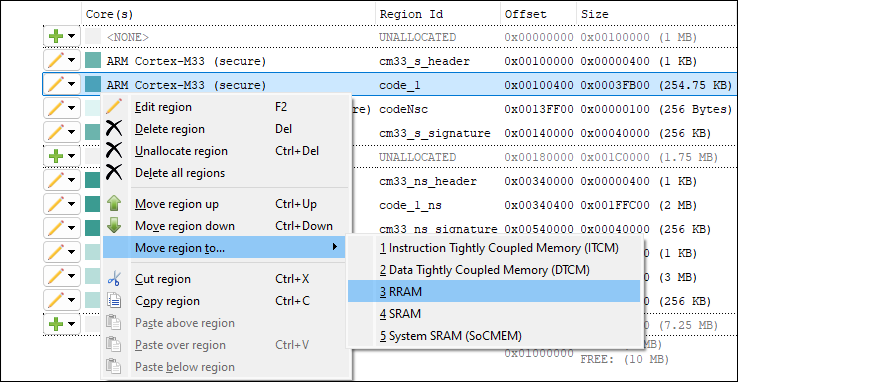 Core(s) Region Id Offset Size
<NONE> UNALLOCATED 0x00000000 0x00100000 (1 MB)
ARM Cortex-M33 (secure) cm33_s_header 0x00100000 0x00000400 (1 KB)
ARM Cortex-M33 (secure) code_1 0x00100400 0x0003FB00 (254.75 KB)
Edit region F2 e) codeNsc 0x0013FF00 0x00000100 (256 Bytes)
Delete region Del cm33_s_signature 0x00140000 0x00040000 (256 KB)
Unallocate region Ctrl+Del UNALLOCATED 0x00180000 0x001C0000 (1.75 MB)
Delete all regions cm33_ns_header 0x00340000 0x00000400 (1 KB)
Move region up Ctrl+Up code_1_ns 0x00340400 0x001FFC00 (2 MB)
Move region down Ctrl+Down cm33_ns_signature 0x00540000 0x00040000 (256 KB)
Move region to... 1 Instruction Tightly Coupled Memory (ITCM) (1 KB)
2 Data Tightly Coupled Memory (DTCM) (3 MB)
Cut region Ctrl+X
3 RRAM (256 KB)
Copy region Ctrl+C
4 SRAM (7.25 MB)
Paste above region
5 System SRAM (SoCMEM)
Paste over region Ctrl+V
0x01000000 FREE: (10 MB)
Paste below region